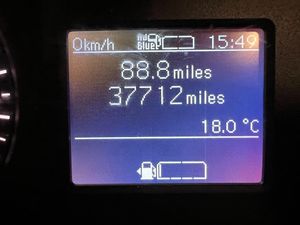 0km/h Ad Blue 15:49
88.8 miles
37712 miles
18.0 °C